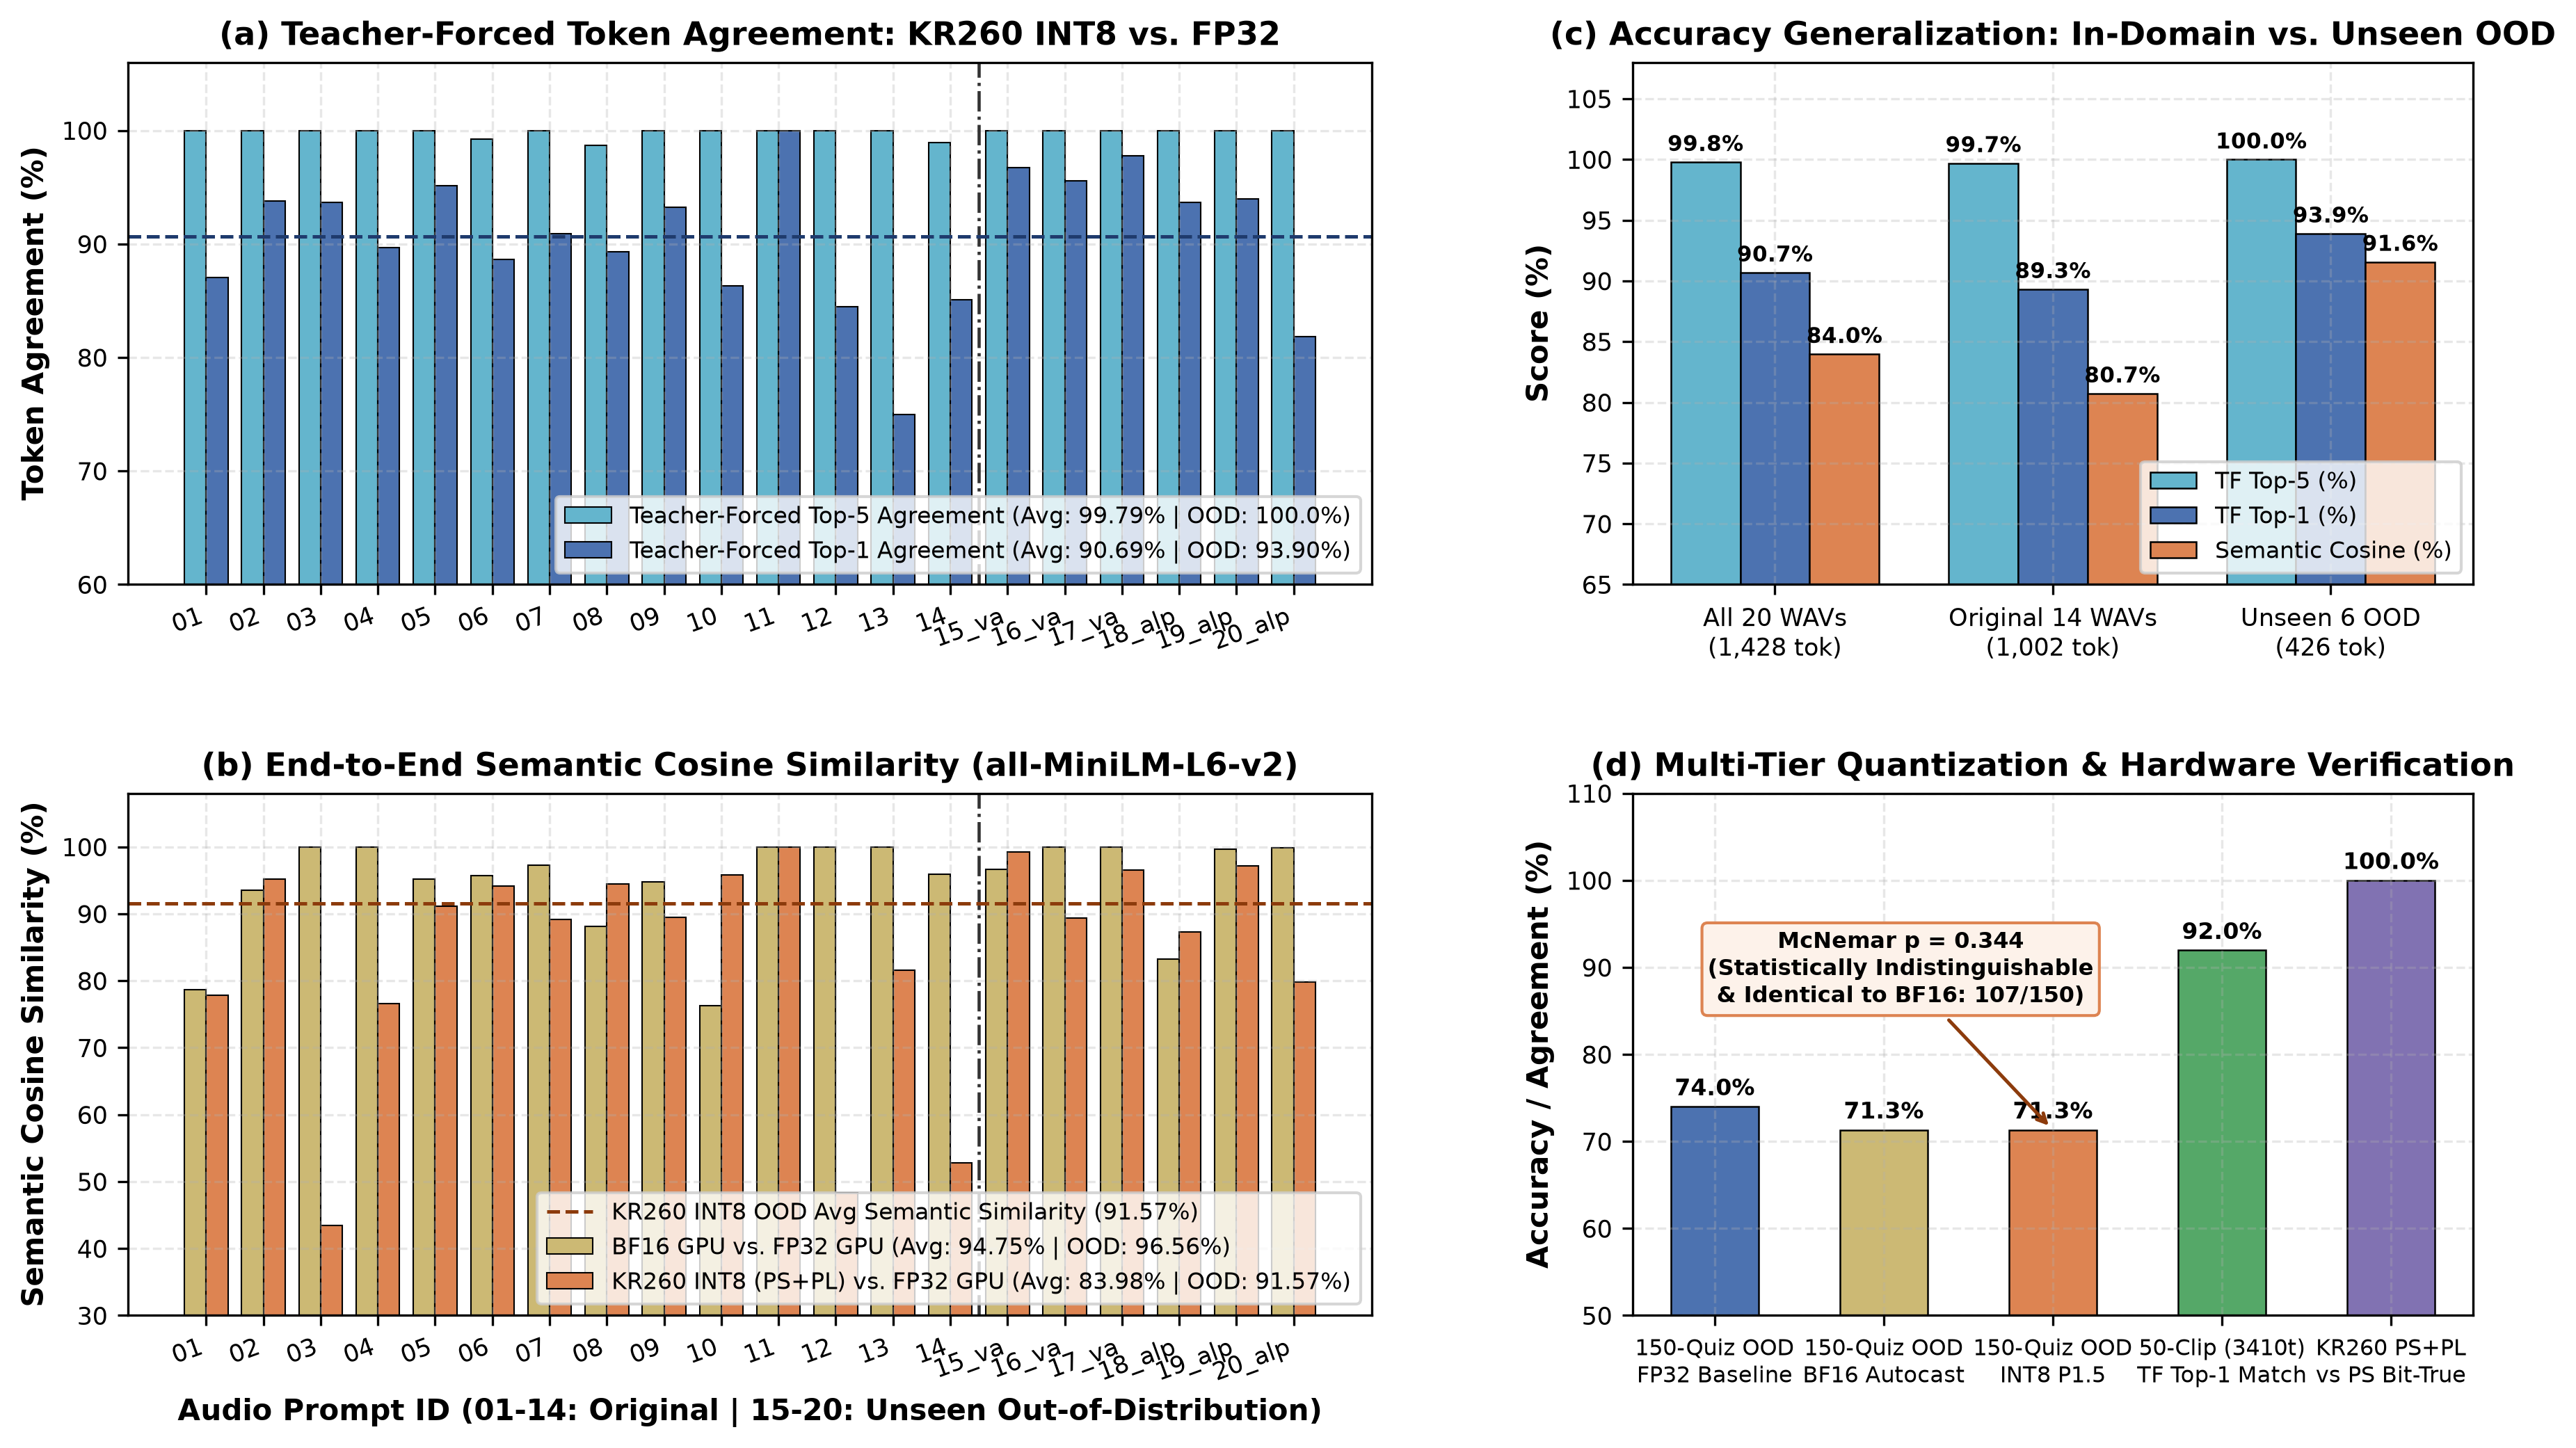 (a) Teacher-Forced Token Agreement: KR260 INT8 vs. FP32
Token Agreement (%)
100
90
80
70
60
Teacher-Forced Top-5 Agreement (Avg: 99.79% | OOD: 100.0%)
Teacher-Forced Top-1 Agreement (Avg: 90.69% | OOD: 93.90%)
01 02 03 04 05 06 07 08 09 10 11 12 13 14 15_va 16_va 17_va 18_alp 19_alp 20_alp
(c) Accuracy Generalization: In-Domain vs. Unseen OOD
Score (%)
105
100
95
90
85
80
75
70
65
99.8%
90.7%
84.0%
99.7%
89.3%
80.7%
100.0%
93.9%
91.6%
TF Top-5 (%)
TF Top-1 (%)
Semantic Cosine (%)
All 20 WAVs
(1,428 tok)
Original 14 WAVs
(1,002 tok)
Unseen 6 OOD
(426 tok)
(b) End-to-End Semantic Cosine Similarity (all-MiniLM-L6-v2)
Semantic Cosine Similarity (%)
100
90
80
70
60
50
40
30
KR260 INT8 OOD Avg Semantic Similarity (91.57%)
BF16 GPU vs. FP32 GPU (Avg: 94.75% | OOD: 96.56%)
KR260 INT8 (PS+PL) vs. FP32 GPU (Avg: 83.98% | OOD: 91.57%)
01 02 03 04 05 06 07 08 09 10 11 12 13 14 15_va 16_va 17_va 18_alp 19_alp 20_alp
Audio Prompt ID (01-14: Original | 15-20: Unseen Out-of-Distribution)
(d) Multi-Tier Quantization & Hardware Verification
Accuracy / Agreement (%)
110
100
90
80
70
60
50
McNemar p = 0.344
(Statistically Indistinguishable
& Identical to BF16: 107/150)
74.0%
71.3%
71.3%
92.0%
100.0%
150-Quiz OOD
FP32 Baseline
150-Quiz OOD
BF16 Autocast
150-Quiz OOD
INT8 P1.5
50-Clip (3410t)
TF Top-1 Match
KR260 PS+PL
vs PS Bit-True